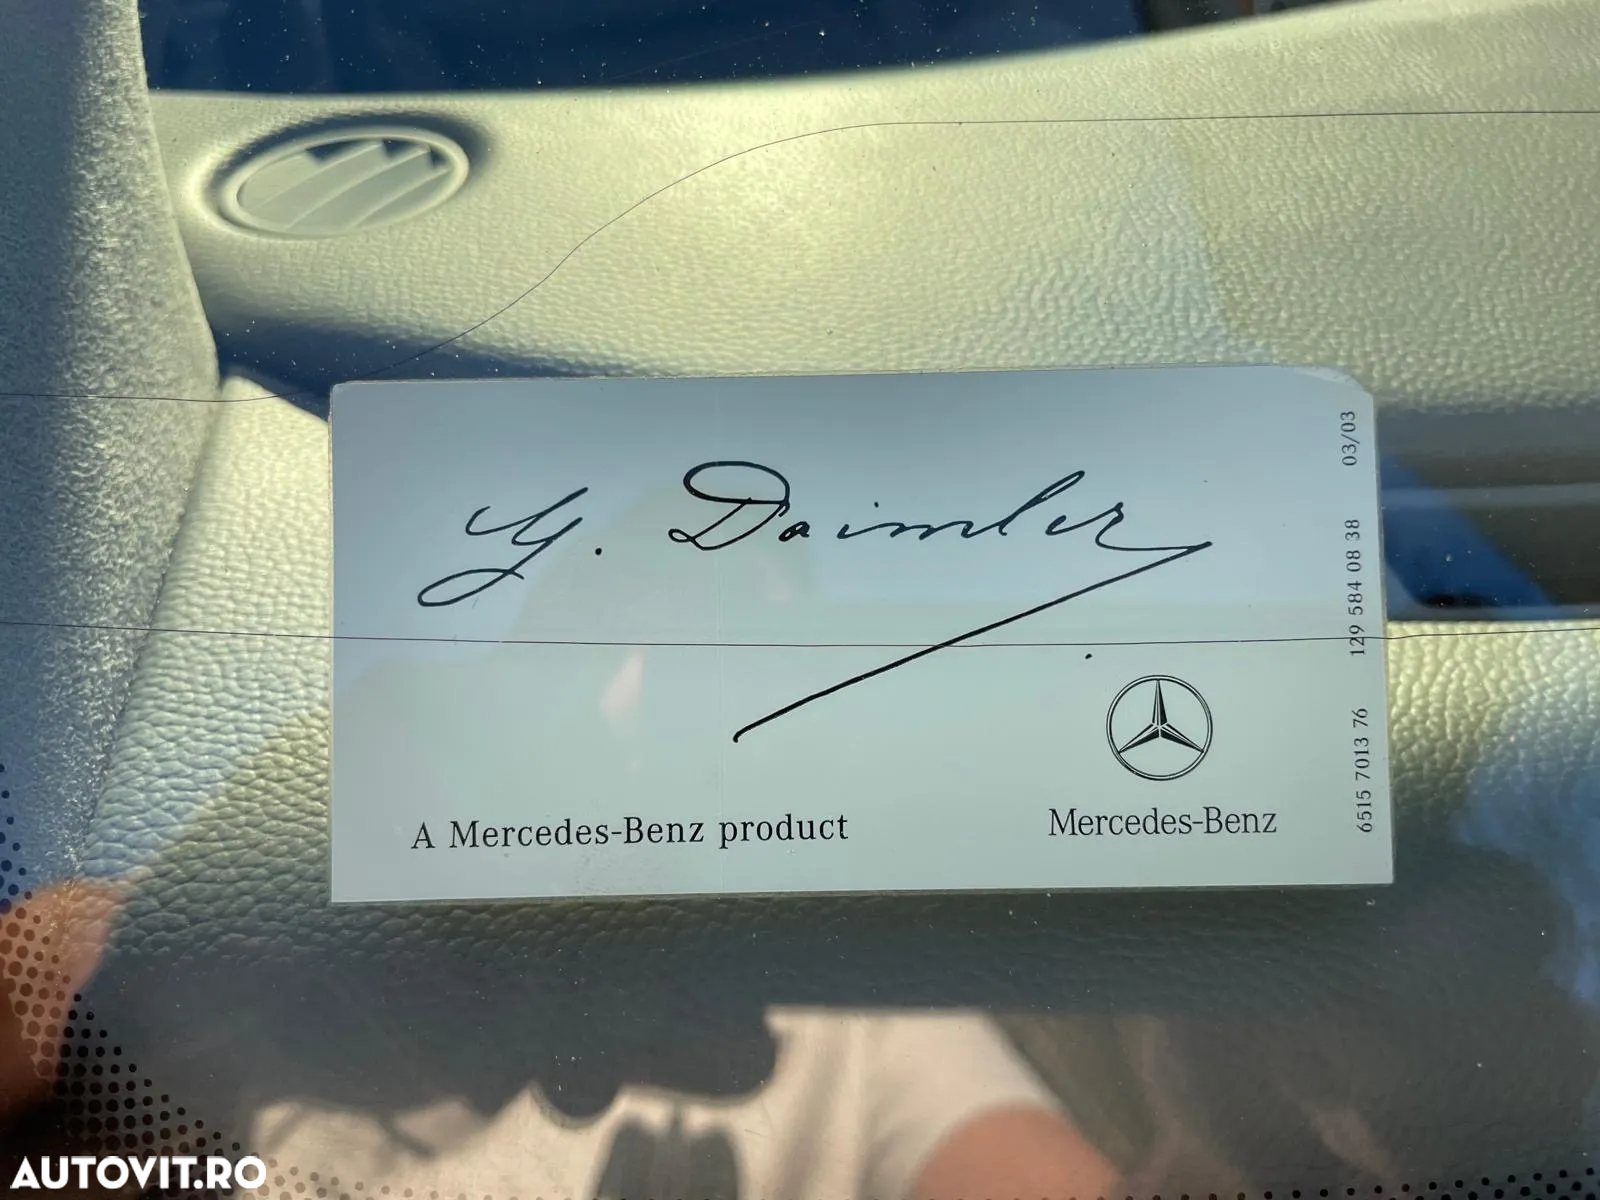 G. Daimler
A Mercedes-Benz product
Mercedes-Benz
6515 7013 76 129 584 08 38 03/03
AUTOVIT.RO